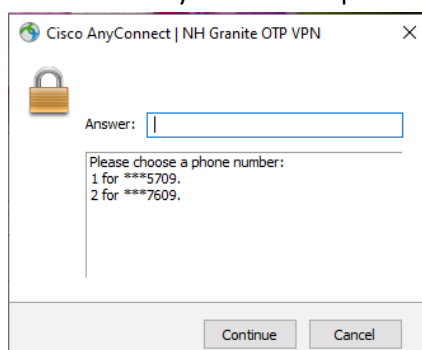 Cisco AnyConnect | NH Granite OTP VPN
Answer:
Please choose a phone number:
1 for ***5709.
2 for ***7609.
Continue Cancel